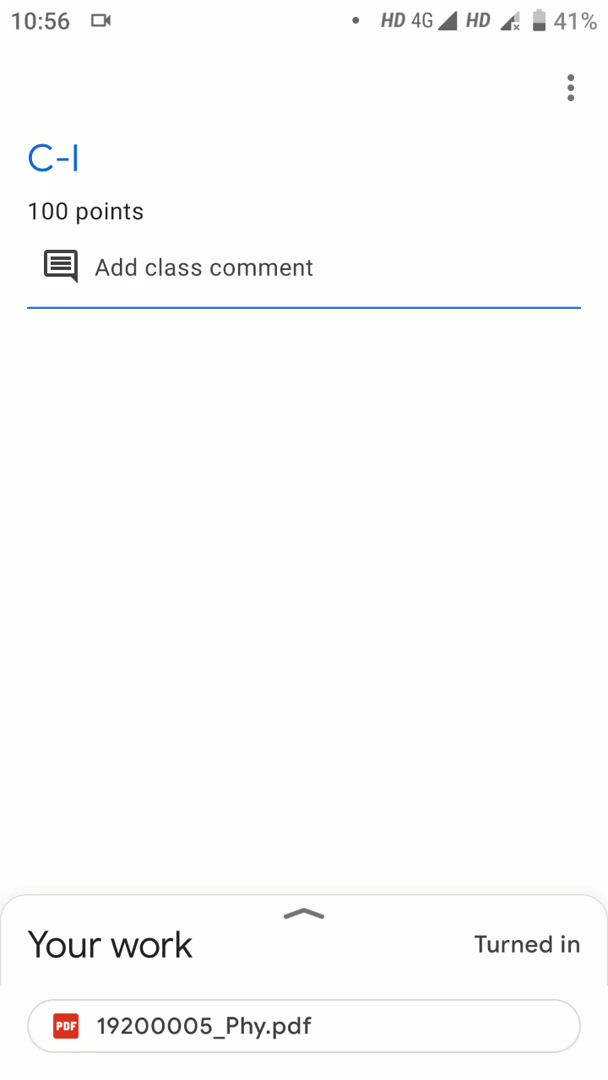 10:56 HD 4G HD 41%
C-I
100 points
Add class comment
Your work Turned in
PDF 19200005_Phy.pdf